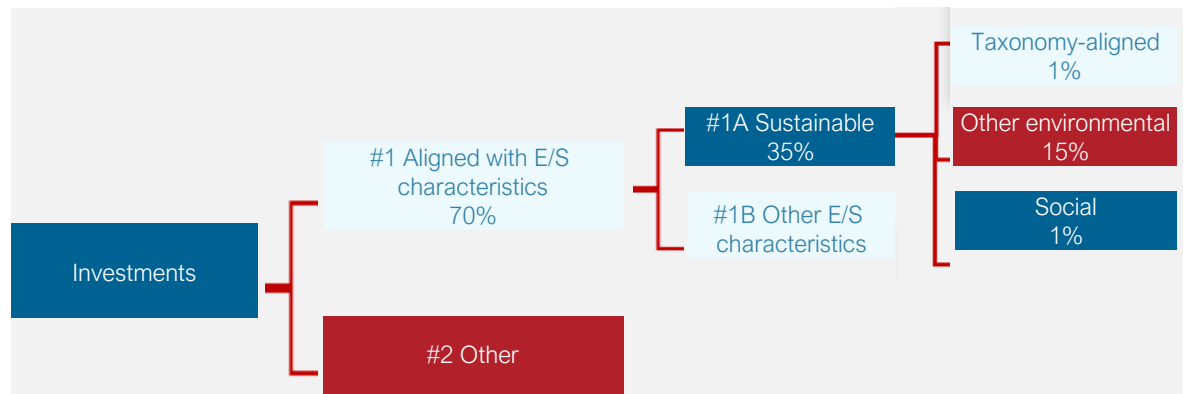 Investments
#1 Aligned with E/S
characteristics
70%
#2 Other
#1A Sustainable
35%
#1B Other E/S
characteristics
Taxonomy-aligned
1%
Other environmental
15%
Social
1%